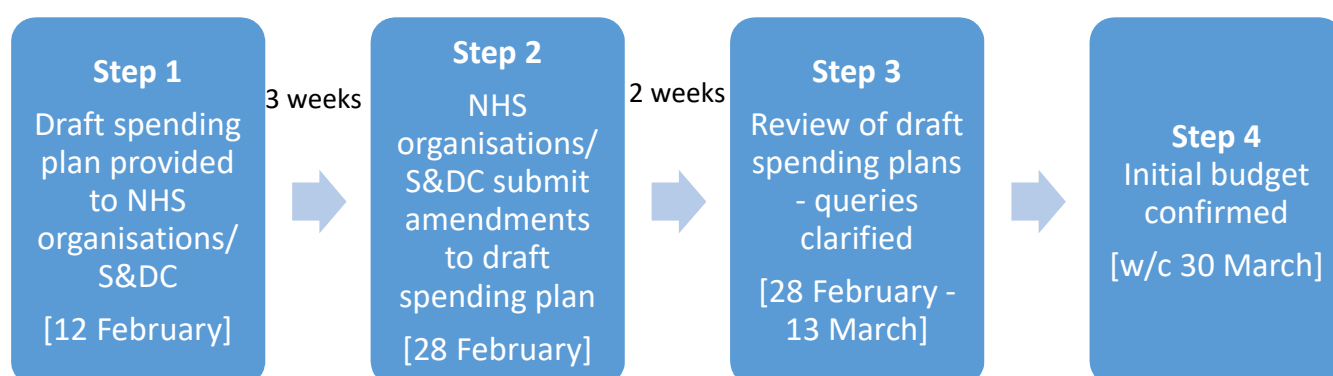 Step 1
Draft spending
plan provided
to NHS
organisations/
S&DC
[12 February]
3 weeks
Step 2
NHS
organisations/
S&DC submit
amendments
to draft
spending plan
[28 February]
2 weeks
Step 3
Review of draft
spending plans
- queries
clarified
[28 February -
13 March]
Step 4
Initial budget
confirmed
[w/c 30 March]